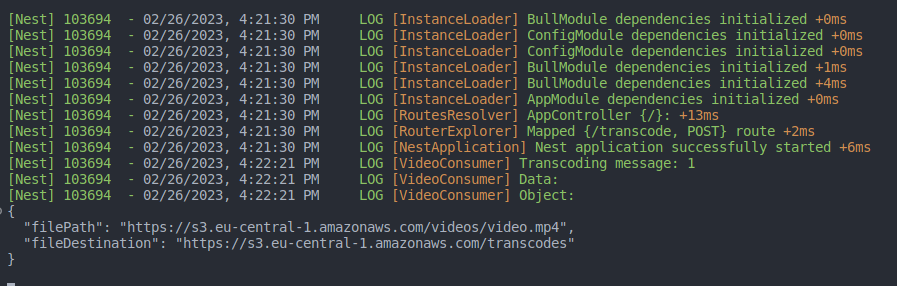 [Nest] 103694  - 02/26/2023, 4:21:30 PM     LOG [InstanceLoader] BullModule dependencies initialized +0ms
[Nest] 103694  - 02/26/2023, 4:21:30 PM     LOG [InstanceLoader] ConfigModule dependencies initialized +0ms
[Nest] 103694  - 02/26/2023, 4:21:30 PM     LOG [InstanceLoader] ConfigModule dependencies initialized +0ms
[Nest] 103694  - 02/26/2023, 4:21:30 PM     LOG [InstanceLoader] BullModule dependencies initialized +1ms
[Nest] 103694  - 02/26/2023, 4:21:30 PM     LOG [InstanceLoader] BullModule dependencies initialized +4ms
[Nest] 103694  - 02/26/2023, 4:21:30 PM     LOG [InstanceLoader] AppModule dependencies initialized +0ms
[Nest] 103694  - 02/26/2023, 4:21:30 PM     LOG [RoutesResolver] AppController {/}: +13ms
[Nest] 103694  - 02/26/2023, 4:21:30 PM     LOG [RouterExplorer] Mapped {/transcode, POST} route +2ms
[Nest] 103694  - 02/26/2023, 4:21:30 PM     LOG [NestApplication] Nest application successfully started +6ms
[Nest] 103694  - 02/26/2023, 4:22:21 PM     LOG [VideoConsumer] Transcoding message: 1
[Nest] 103694  - 02/26/2023, 4:22:21 PM     LOG [VideoConsumer] Data:
[Nest] 103694  - 02/26/2023, 4:22:21 PM     LOG [VideoConsumer] Object:
{
  "filePath": "https://s3.eu-central-1.amazonaws.com/videos/video.mp4",
  "fileDestination": "https://s3.eu-central-1.amazonaws.com/transcodes"
}